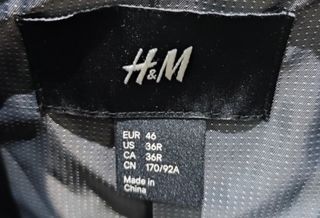 H&M
EUR 46
US 36R
CA 36R
CN 170/92A
Made in
China